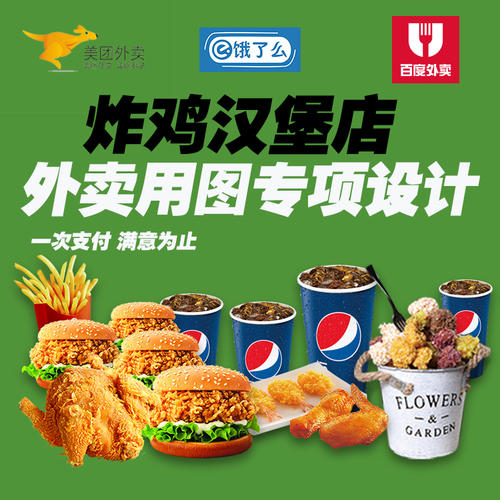 美团外卖
饿了么
百度外卖
炸鸡汉堡店
外卖用图专项设计
一次支付 满意为止
FLOWERS
&
GARDEN